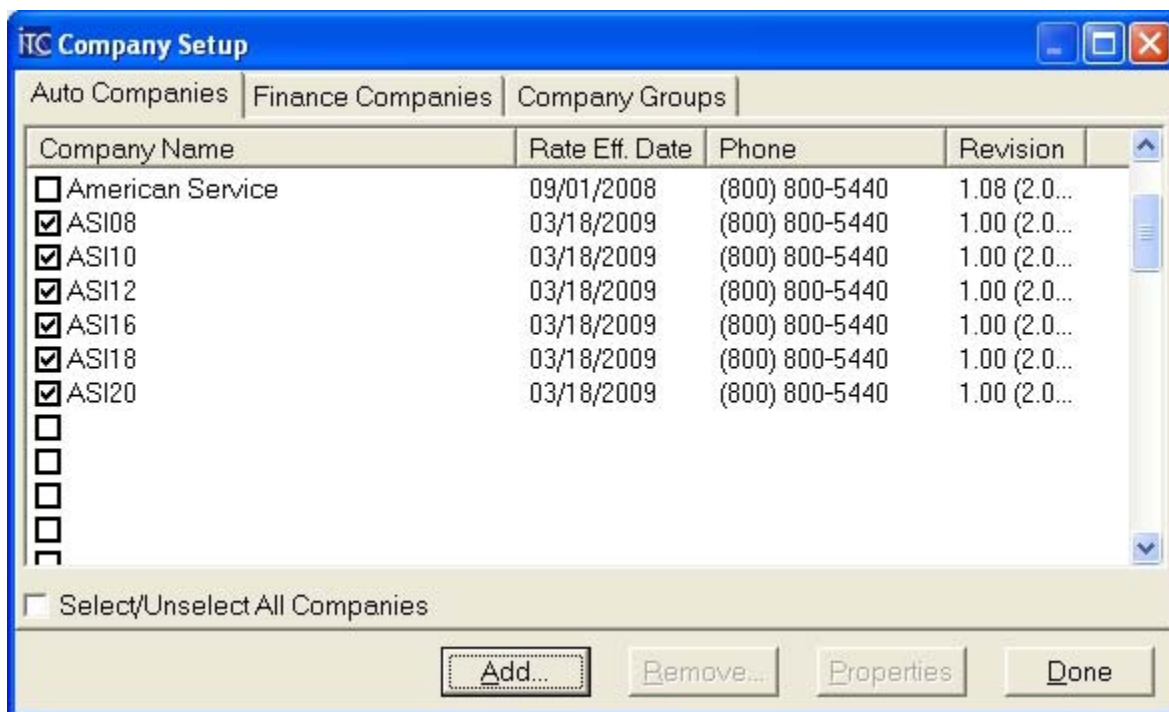 iTC Company Setup
Auto Companies Finance Companies Company Groups
Company Name Rate Eff. Date Phone Revision
American Service 09/01/2008 (800) 800-5440 1.08 (2.0...
ASI08 03/18/2009 (800) 800-5440 1.00 (2.0...
ASI10 03/18/2009 (800) 800-5440 1.00 (2.0...
ASI12 03/18/2009 (800) 800-5440 1.00 (2.0...
ASI16 03/18/2009 (800) 800-5440 1.00 (2.0...
ASI18 03/18/2009 (800) 800-5440 1.00 (2.0...
ASI20 03/18/2009 (800) 800-5440 1.00 (2.0...
Select/Unselect All Companies
Add... Remove... Properties Done